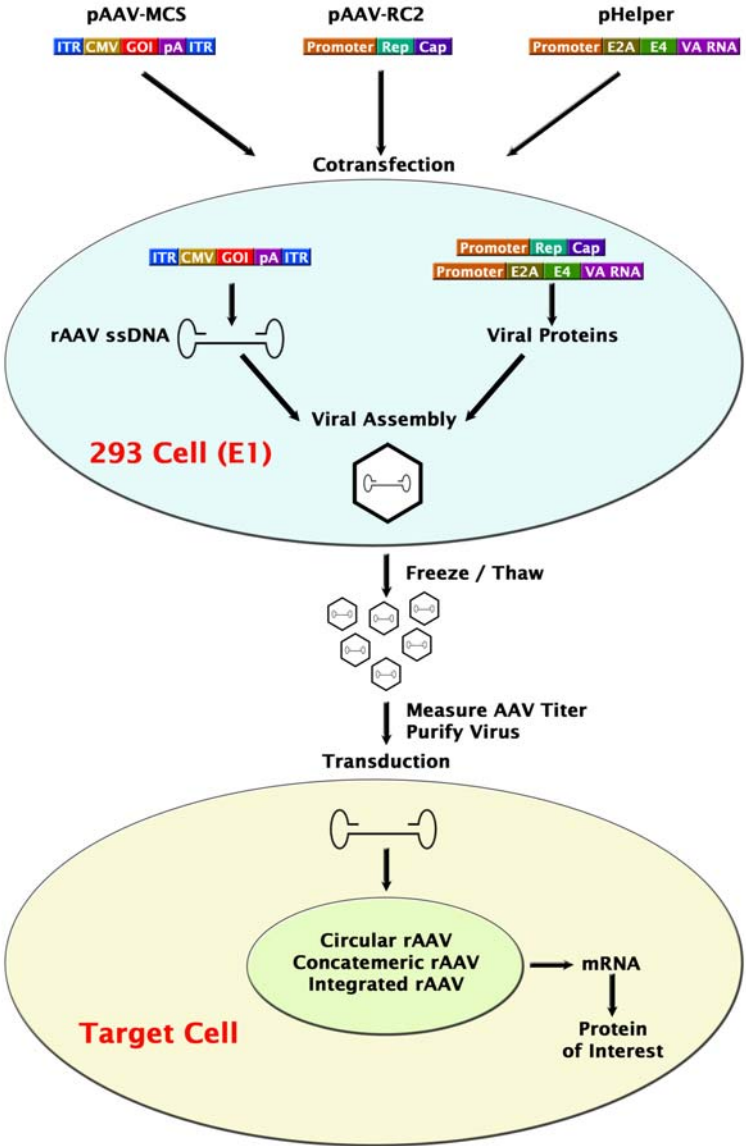 pAAV-MCS
pAAV-RC2
pHelper
ITR CMV GOI pA ITR
Promoter Rep Cap
Promoter E2A E4 VA RNA
Cotransfection
ITR CMV GOI pA ITR
Promoter Rep Cap
Promoter E2A E4 VA RNA
rAAV ssDNA
Viral Proteins
Viral Assembly
293 Cell (E1)
Freeze / Thaw
Measure AAV Titer
Purify Virus
Transduction
Circular rAAV
Concatemeric rAAV
Integrated rAAV
mRNA
Protein
of Interest
Target Cell